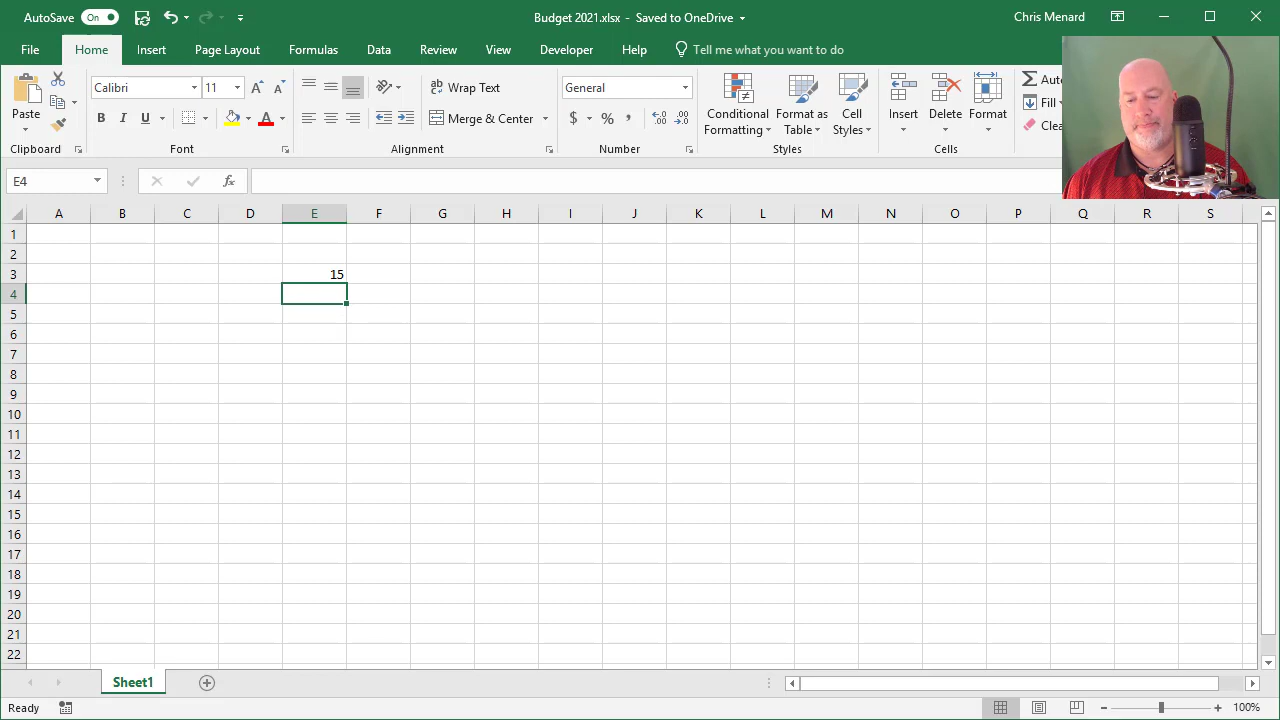 AutoSave On Budget 2021.xlsx - Saved to OneDrive Chris Menard
File Home Insert Page Layout Formulas Data Review View Developer Help Tell me what you want to do
Paste
Clipboard
Calibri 11
B I U A
Font
ab Wrap Text
Merge & Center
Alignment
General
$ % ,
Number
Conditional Formatting
Format as Table
Cell Styles
Styles
Insert Delete Format
Cells
Auto
Fill
Clea
E4 fx
A B C D E F G H I J K L M N O P Q R S
1
2
3 15
4
5
6
7
8
9
10
11
12
13
14
15
16
17
18
19
20
21
22
Sheet1
Ready 100%